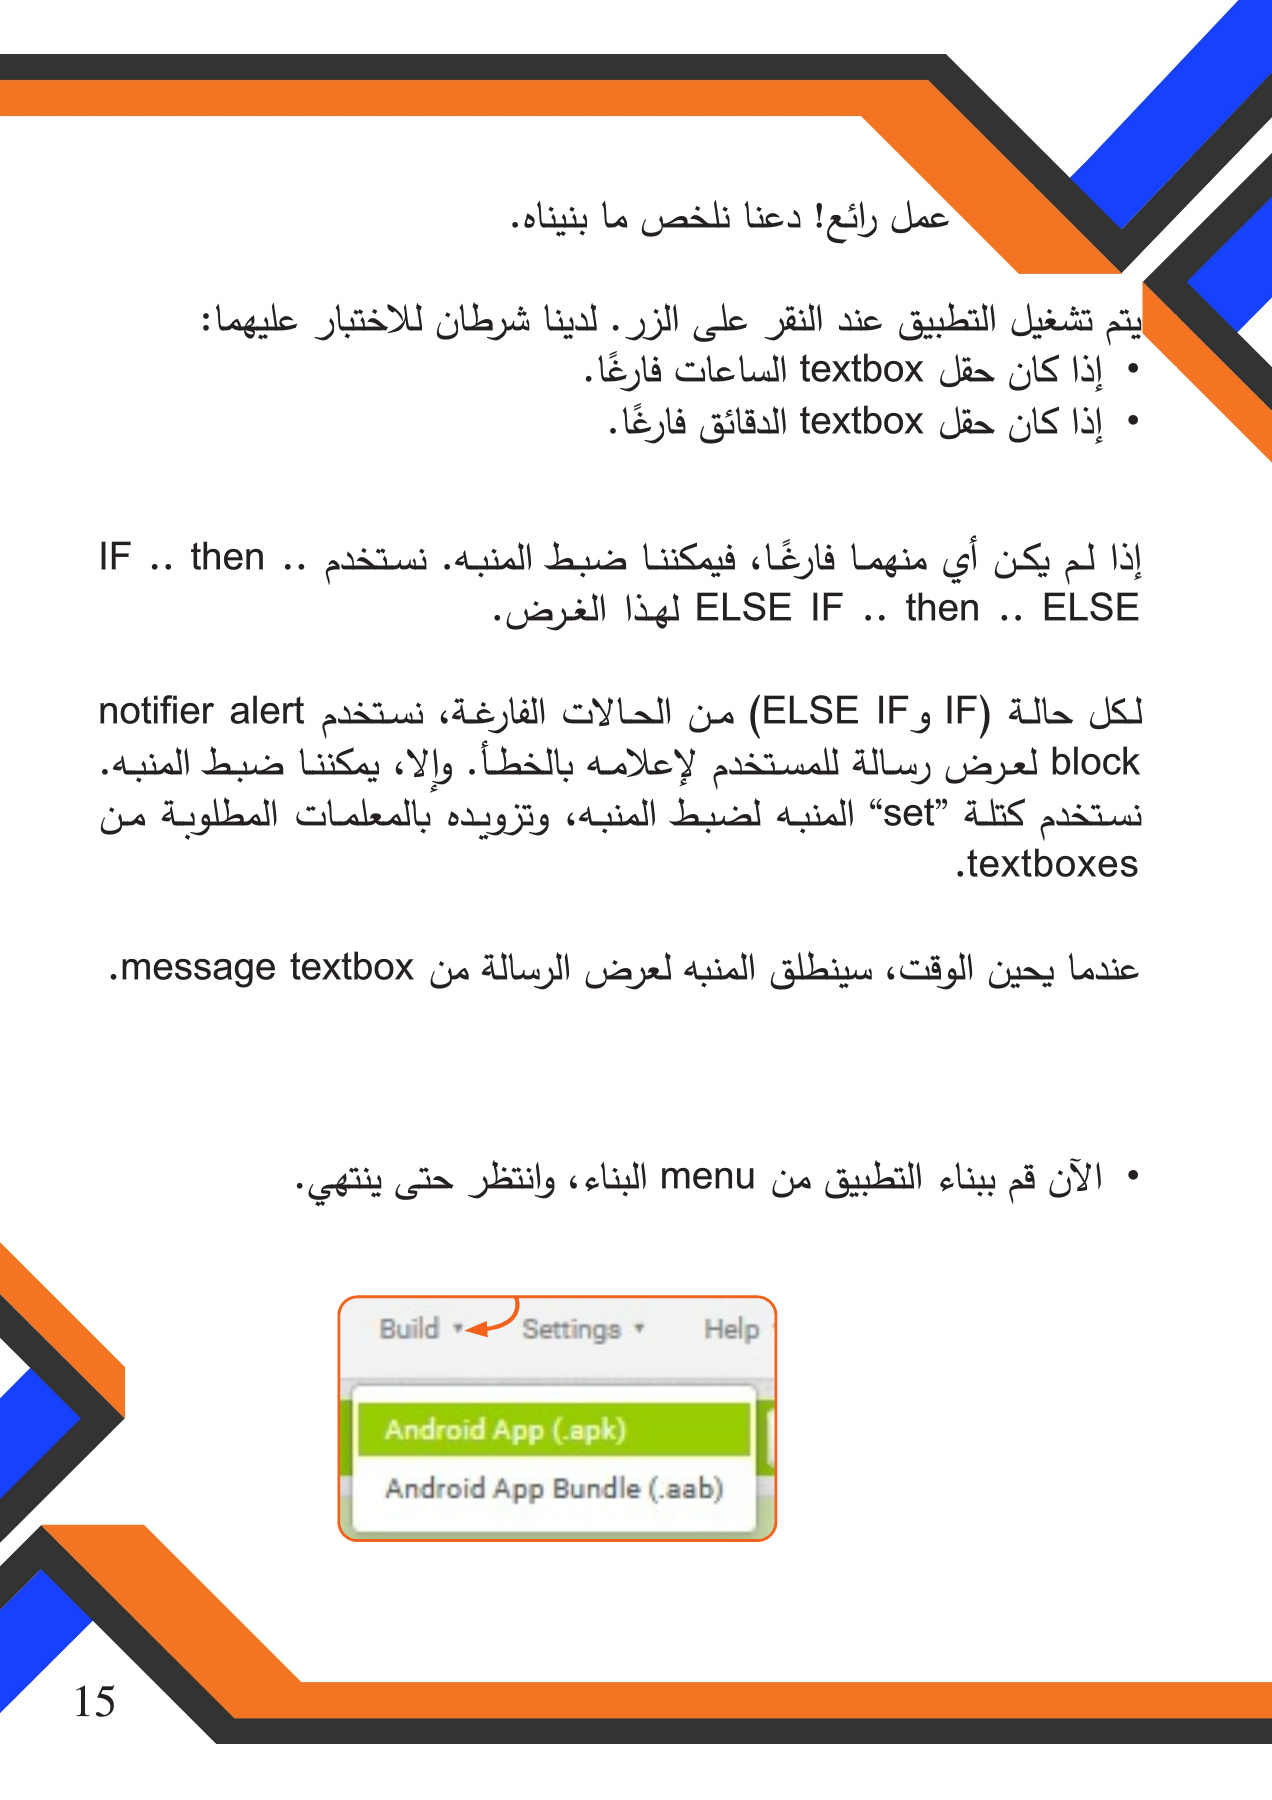 عمل رائع! دعنا نلخص ما بنيناه.
يتم تشغيل التطبيق عند النقر على الزر. لدينا شرطان للاختبار عليهما:
• إذا كان حقل textbox الساعات فارغًا.
• إذا كان حقل textbox الدقائق فارغًا.
إذا لم يكن أي منهما فارغًا، فيمكننا ضبط المنبه. نستخدم IF .. then ..
ELSE IF .. then .. ELSE لهذا الغرض.
لكل حالة (IF وELSE IF) من الحالات الفارغة، نستخدم notifier alert
block لعرض رسالة للمستخدم لإعلامه بالخطأ. وإلا، يمكننا ضبط المنبه.
نستخدم كتلة ”set“ المنبه لضبط المنبه، وتزويده بالمعلمات المطلوبة من
textboxes.
عندما يحين الوقت، سينطلق المنبه لعرض الرسالة من message textbox.
• الآن قم ببناء التطبيق من menu البناء، وانتظر حتى ينتهي.
Build Settings Help
Android App (.apk)
Android App Bundle (.aab)
15